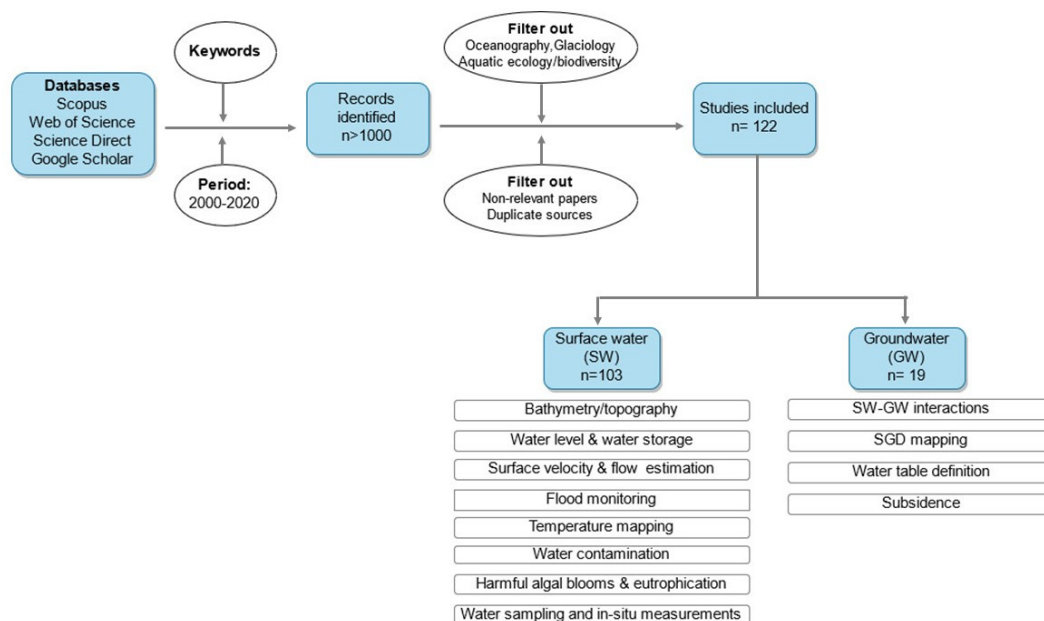 Keywords
Databases
Scopus
Web of Science
Science Direct
Google Scholar
Period:
2000-2020
Records
identified
n>1000
Filter out
Oceanography,Glaciology
Aquatic ecology/biodiversity
Filter out
Non-relevant papers
Duplicate sources
Studies included
n= 122
Surface water
(SW)
n=103
Bathymetry/topography
Water level & water storage
Surface velocity & flow estimation
Flood monitoring
Temperature mapping
Water contamination
Harmful algal blooms & eutrophication
Water sampling and in-situ measurements
Groundwater
(GW)
n= 19
SW-GW interactions
SGD mapping
Water table definition
Subsidence